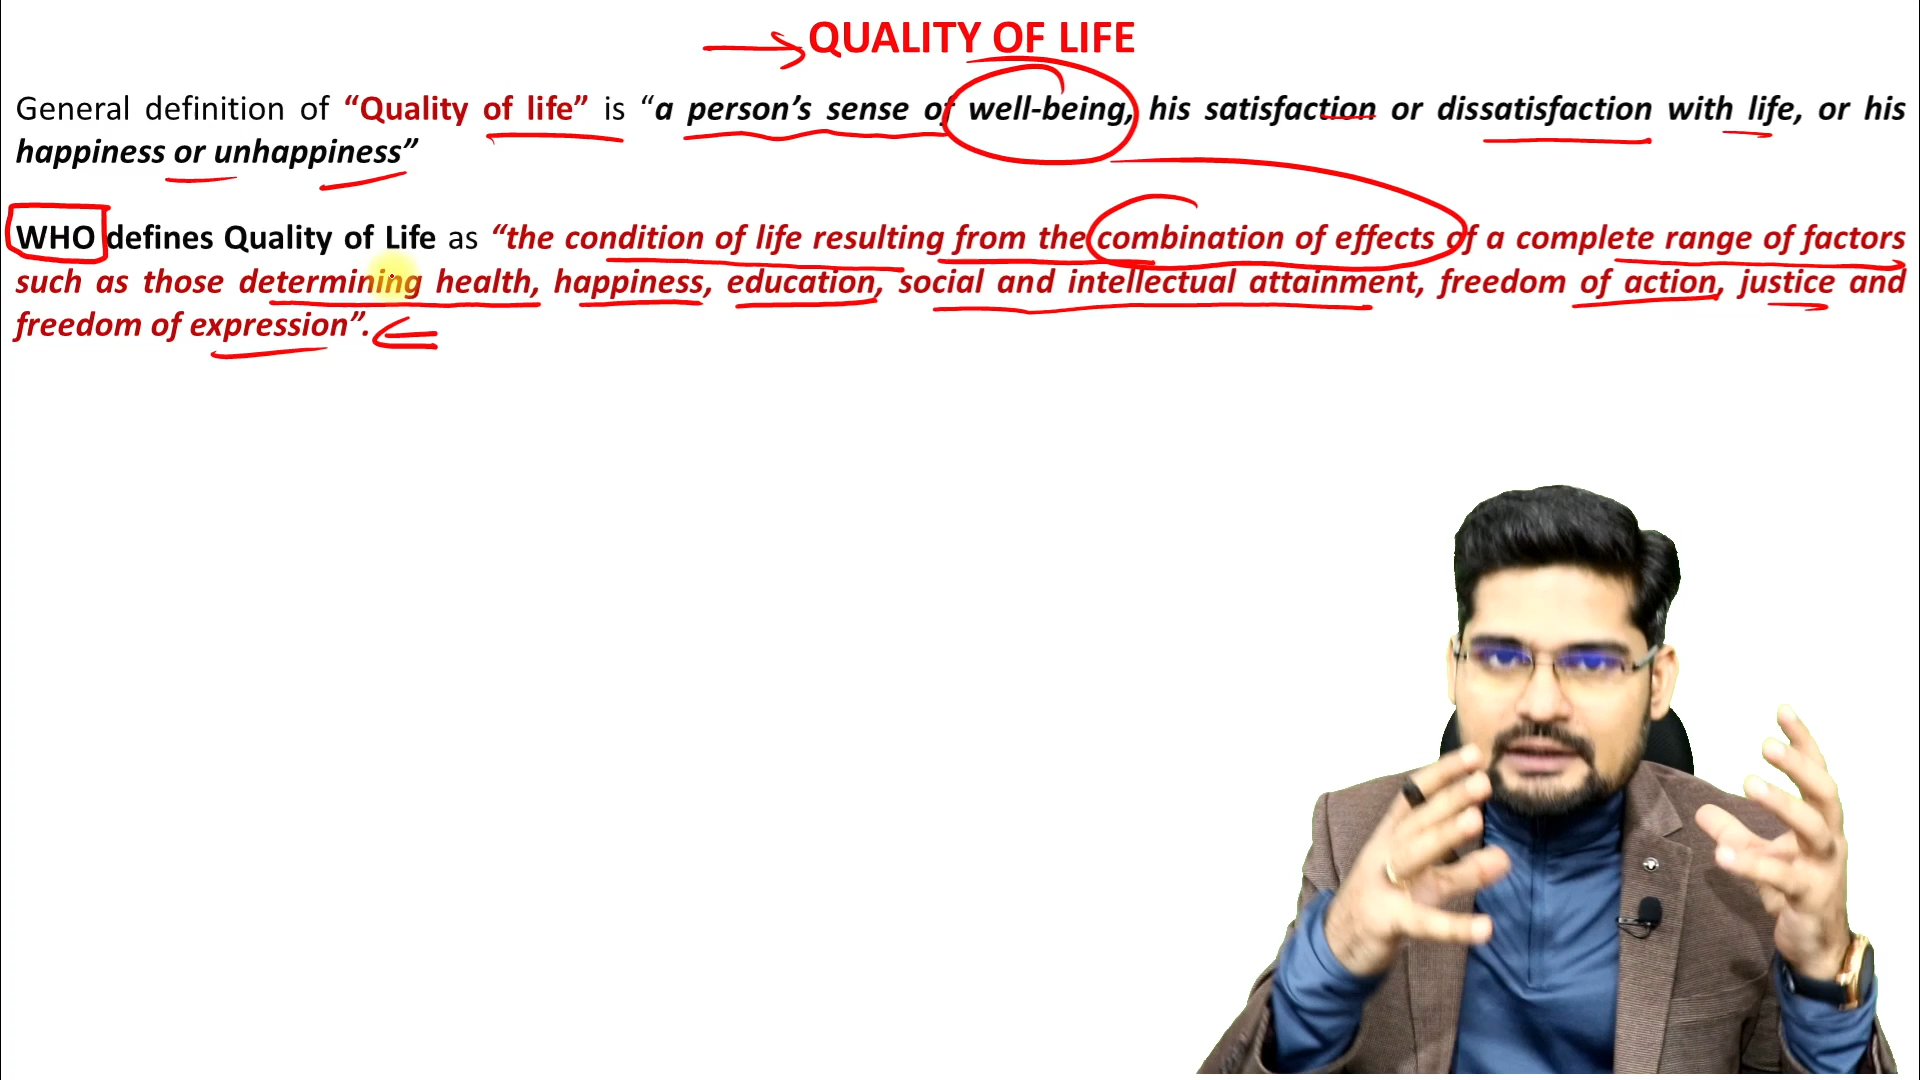 QUALITY OF LIFE
General definition of “Quality of life” is “a person’s sense of well-being, his satisfaction or dissatisfaction with life, or his
happiness or unhappiness”
WHO defines Quality of Life as “the condition of life resulting from the combination of effects of a complete range of factors
such as those determining health, happiness, education, social and intellectual attainment, freedom of action, justice and
freedom of expression”.